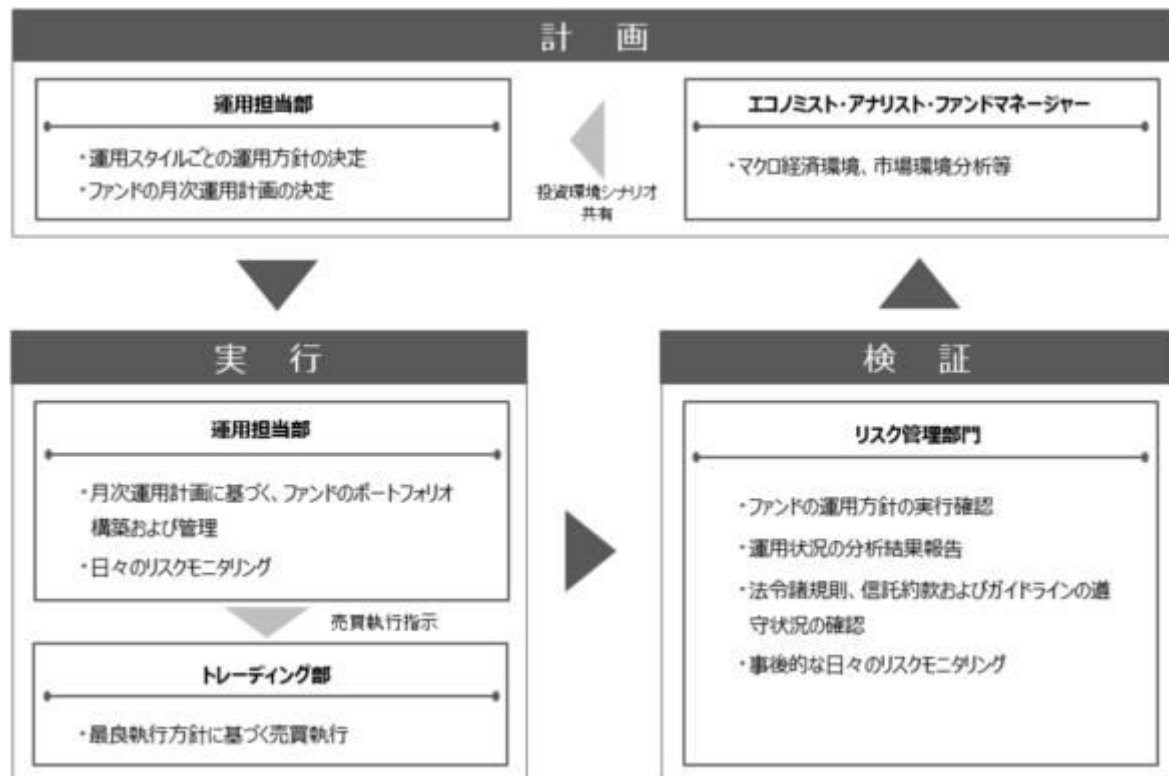 計 画
運用担当部
・運用スタイルごとの運用方針の決定
・ファンドの月次運用計画の決定
投資環境シナリオ
共有
エコノミスト・アナリスト・ファンドマネージャー
・マクロ経済環境、市場環境分析等
実 行
運用担当部
・月次運用計画に基づく、ファンドのポートフォリオ
構築および管理
・日々のリスクモニタリング
売買執行指示
トレーディング部
・最良執行方針に基づく売買執行
検 証
リスク管理部門
・ファンドの運用方針の実行確認
・運用状況の分析結果報告
・法令諸規則、信託約款およびガイドラインの遵
守状況の確認
・事後的な日々のリスクモニタリング